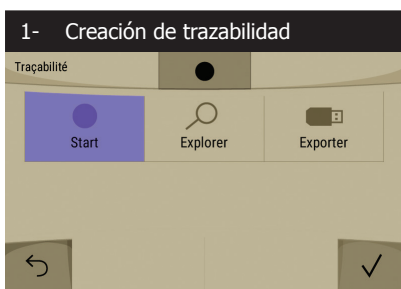 1- Creación de trazabilidad
Traçabilité
Start Explorer Exporter